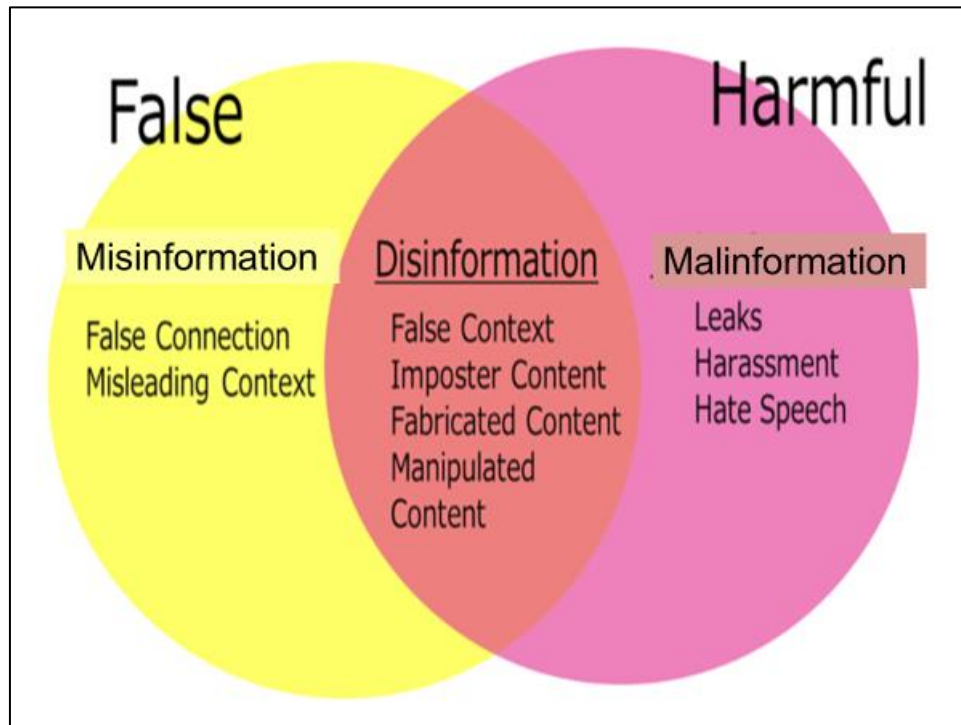 False
Harmful
Misinformation
False Connection
Misleading Context
Disinformation
False Context
Imposter Content
Fabricated Content
Manipulated
Content
Malinformation
Leaks
Harassment
Hate Speech